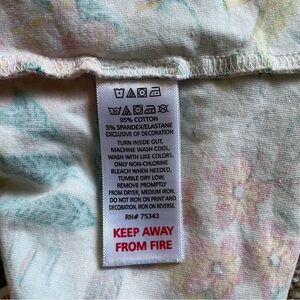 95% COTTON
5% SPANDEX/ELASTANE
EXCLUSIVE OF DECORATION
TURN INSIDE OUT,
MACHINE WASH COOL,
WASH WITH LIKE COLORS,
ONLY NON-CHLORINE
BLEACH WHEN NEEDED,
TUMBLE DRY LOW,
REMOVE PROMPTLY
FROM DRYER, MEDIUM IRON,
DO NOT IRON ON PRINT AND
DECORATION, IRON ON REVERSE.
RN# 75343
KEEP AWAY
FROM FIRE